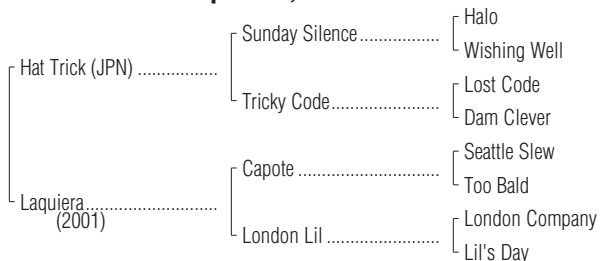 Halo
Sunday Silence
Wishing Well
Hat Trick (JPN)
Lost Code
Tricky Code
Dam Clever
Seattle Slew
Capote
Too Bald
Laquiera
(2001)
London Company
London Lil
Lil's Day